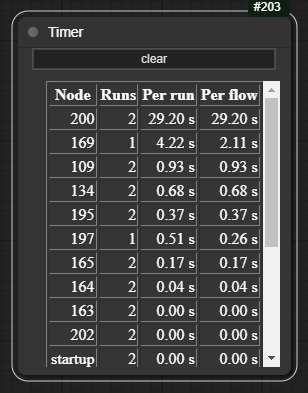 #203
Timer
clear
Node Runs Per run Per flow
200 2 29.20 s 29.20 s
169 1 4.22 s 2.11 s
109 2 0.93 s 0.93 s
134 2 0.68 s 0.68 s
195 2 0.37 s 0.37 s
197 1 0.51 s 0.26 s
165 2 0.17 s 0.17 s
164 2 0.04 s 0.04 s
163 2 0.00 s 0.00 s
202 2 0.00 s 0.00 s
startup 2 0.00 s 0.00 s